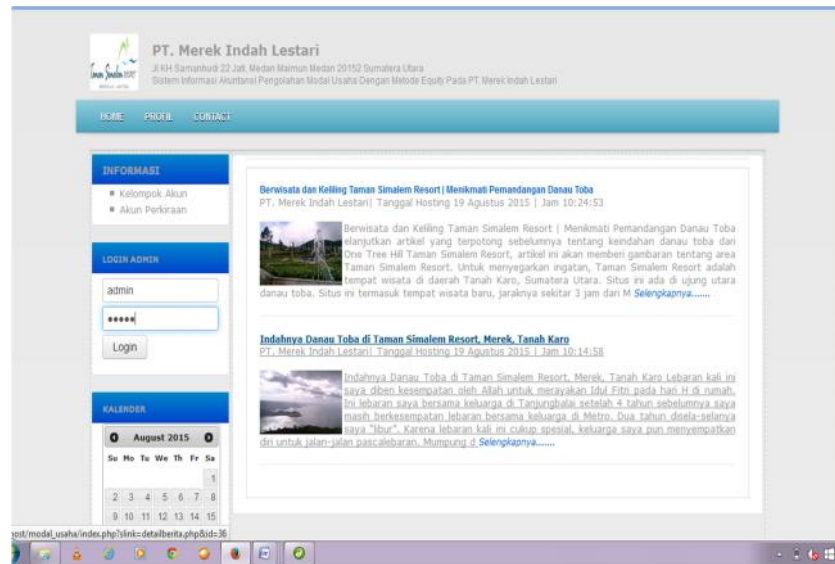 PT. Merek Indah Lestari
Jl.KH Samanhudi 22 Jati, Medan Maimun Medan 20152 Sumatera Utara
Sistem Informasi Akuntansi Pengolahan Modal Usaha Dengan Metode Equity Pada PT. Merek Indah Lestari
HOME PROFIL CONTACT
INFORMASI
Kelompok Akun
Akun Perkiraan
LOGIN ADMIN
admin
Login
KALENDER
August 2015
Su Mo Tu We Th Fr Sa
1
2 3 4 5 6 7 8
9 10 11 12 13 14 15
Berwisata dan Keliling Taman Simalem Resort | Menikmati Pemandangan Danau Toba
PT. Merek Indah Lestari| Tanggal Hosting 19 Agustus 2015 | Jam 10:24:53
Berwisata dan Keliling Taman Simalem Resort | Menikmati Pemandangan Danau Toba
elanjutkan artikel yang terpotong sebelumnya tentang keindahan danau toba dari
One Tree Hill Taman Simalem Resort, artikel ini akan memberi gambaran tentang area
Taman Simalem Resort. Untuk menyegarkan ingatan, Taman Simalem Resort adalah
tempat wisata di daerah Tanah Karo, Sumatera Utara. Situs ini ada di ujung utara
danau toba. Situs ini termasuk tempat wisata baru, jaraknya sekitar 3 jam dari M Selengkapnya.......
Indahnya Danau Toba di Taman Simalem Resort, Merek, Tanah Karo
PT. Merek Indah Lestari| Tanggal Hosting 19 Agustus 2015 | Jam 10:14:58
Indahnya Danau Toba di Taman Simalem Resort, Merek, Tanah Karo Lebaran kali ini
saya diberi kesempatan oleh Allah untuk merayakan Idul Fitri pada hari H di rumah.
Ini lebaran saya bersama keluarga di Tanjungbalai setelah 4 tahun sebelumnya saya
masih berkesempatan lebaran bersama keluarga di Metro. Dua tahun disela-selanya
saya "libur". Karena lebaran kali ini cukup spesial, keluarga saya pun menyempatkan
diri untuk jalan-jalan pascalebaran. Mumpung d Selengkapnya.......
ost/modal_usaha/index.php?slink=detailberita.php&id=36